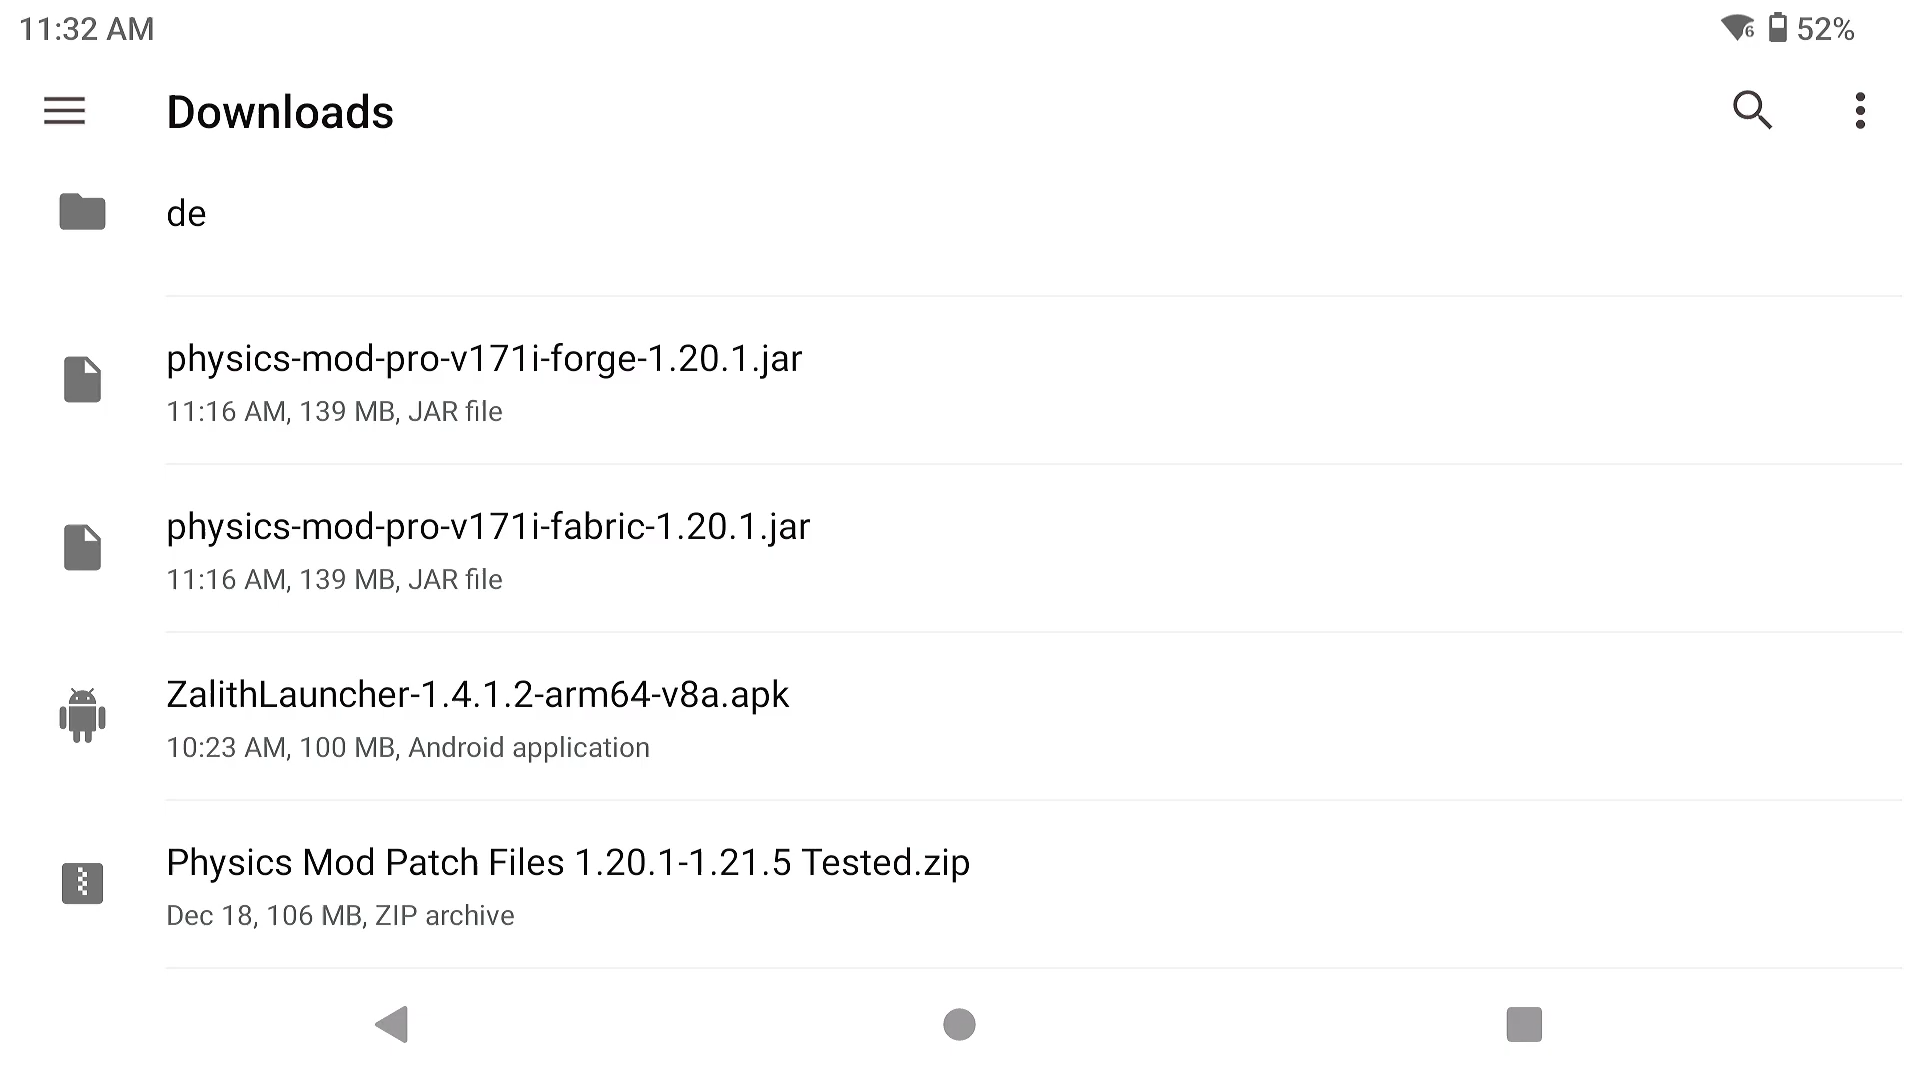 11:32 AM
6 52%
Downloads
de
physics-mod-pro-v171i-forge-1.20.1.jar
11:16 AM, 139 MB, JAR file
physics-mod-pro-v171i-fabric-1.20.1.jar
11:16 AM, 139 MB, JAR file
ZalithLauncher-1.4.1.2-arm64-v8a.apk
10:23 AM, 100 MB, Android application
Physics Mod Patch Files 1.20.1-1.21.5 Tested.zip
Dec 18, 106 MB, ZIP archive